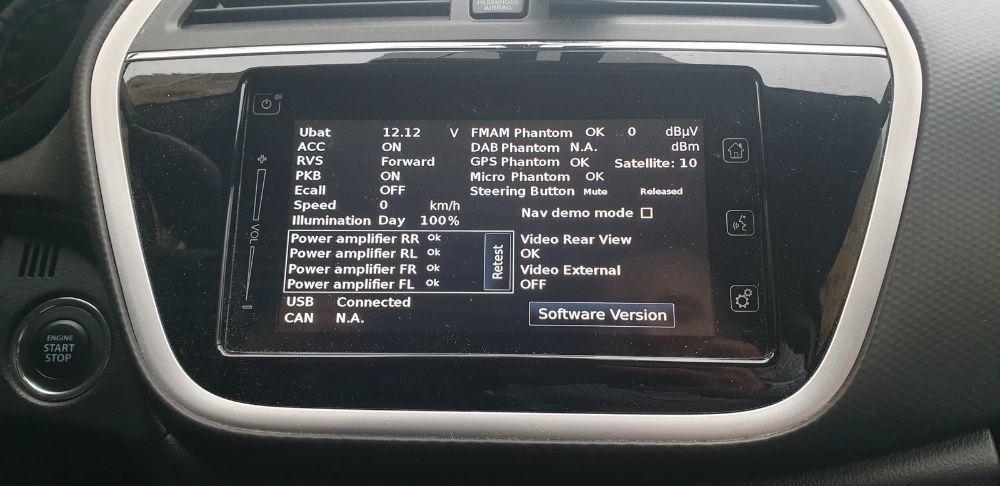 PASSENGER
AIRBAG
Ubat 12.12 V FMAM Phantom OK 0 dBµV
ACC ON DAB Phantom N.A. dBm
RVS Forward GPS Phantom OK Satellite: 10
PKB ON Micro Phantom OK
Ecall OFF Steering Button Mute Released
Speed 0 km/h Nav demo mode
Illumination Day 100%
Power amplifier RR Ok Video Rear View
Power amplifier RL Ok OK
Power amplifier FR Ok Video External
Power amplifier FL Ok OFF
Retest
USB Connected
CAN N.A. Software Version
+
VOL
ENGINE
START
STOP